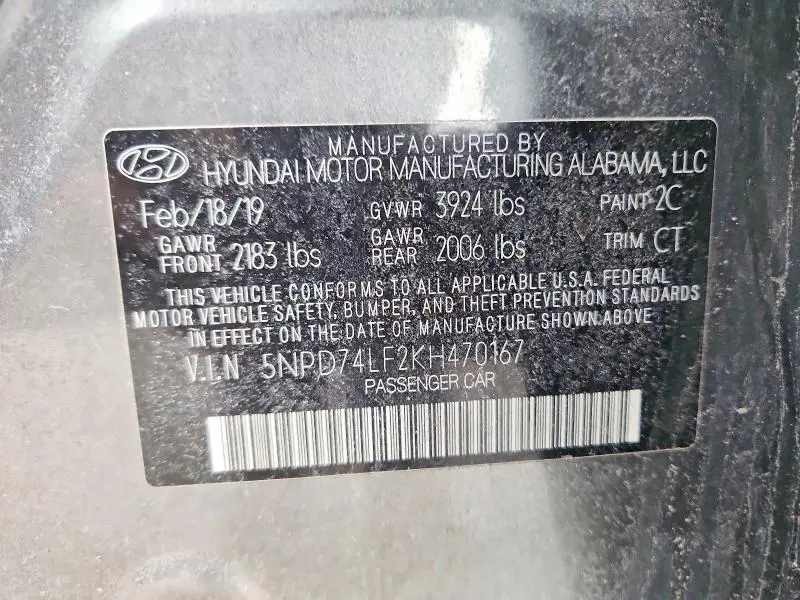 MANUFACTURED BY
HYUNDAI MOTOR MANUFACTURING ALABAMA, LLC
Feb/18/19 GVWR 3924 lbs PAINT 2C
GAWR FRONT 2183 lbs GAWR REAR 2006 lbs TRIM CT
THIS VEHICLE CONFORMS TO ALL APPLICABLE U.S.A. FEDERAL
MOTOR VEHICLE SAFETY, BUMPER, AND THEFT PREVENTION STANDARDS
IN EFFECT ON THE DATE OF MANUFACTURE SHOWN ABOVE.
V.I.N 5NPD74LF2KH470167
PASSENGER CAR